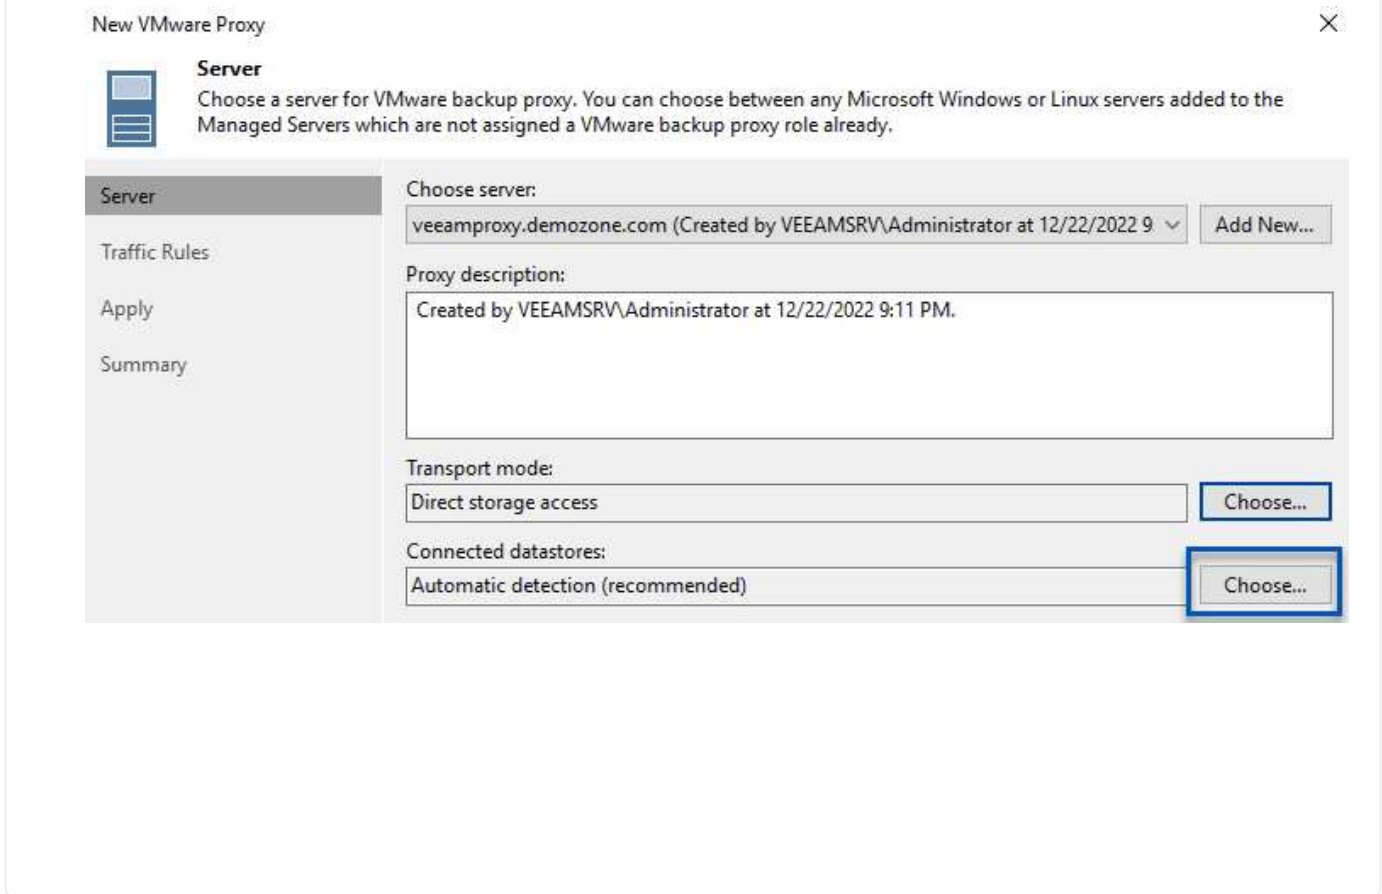 New VMware Proxy
Server
Choose a server for VMware backup proxy. You can choose between any Microsoft Windows or Linux servers added to the
Managed Servers which are not assigned a VMware backup proxy role already.
Server
Traffic Rules
Apply
Summary
Choose server:
veeamproxy.demozone.com (Created by VEEAMSRV\Administrator at 12/22/2022 9
Add New...
Proxy description:
Created by VEEAMSRV\Administrator at 12/22/2022 9:11 PM.
Transport mode:
Direct storage access
Choose...
Connected datastores:
Automatic detection (recommended)
Choose...